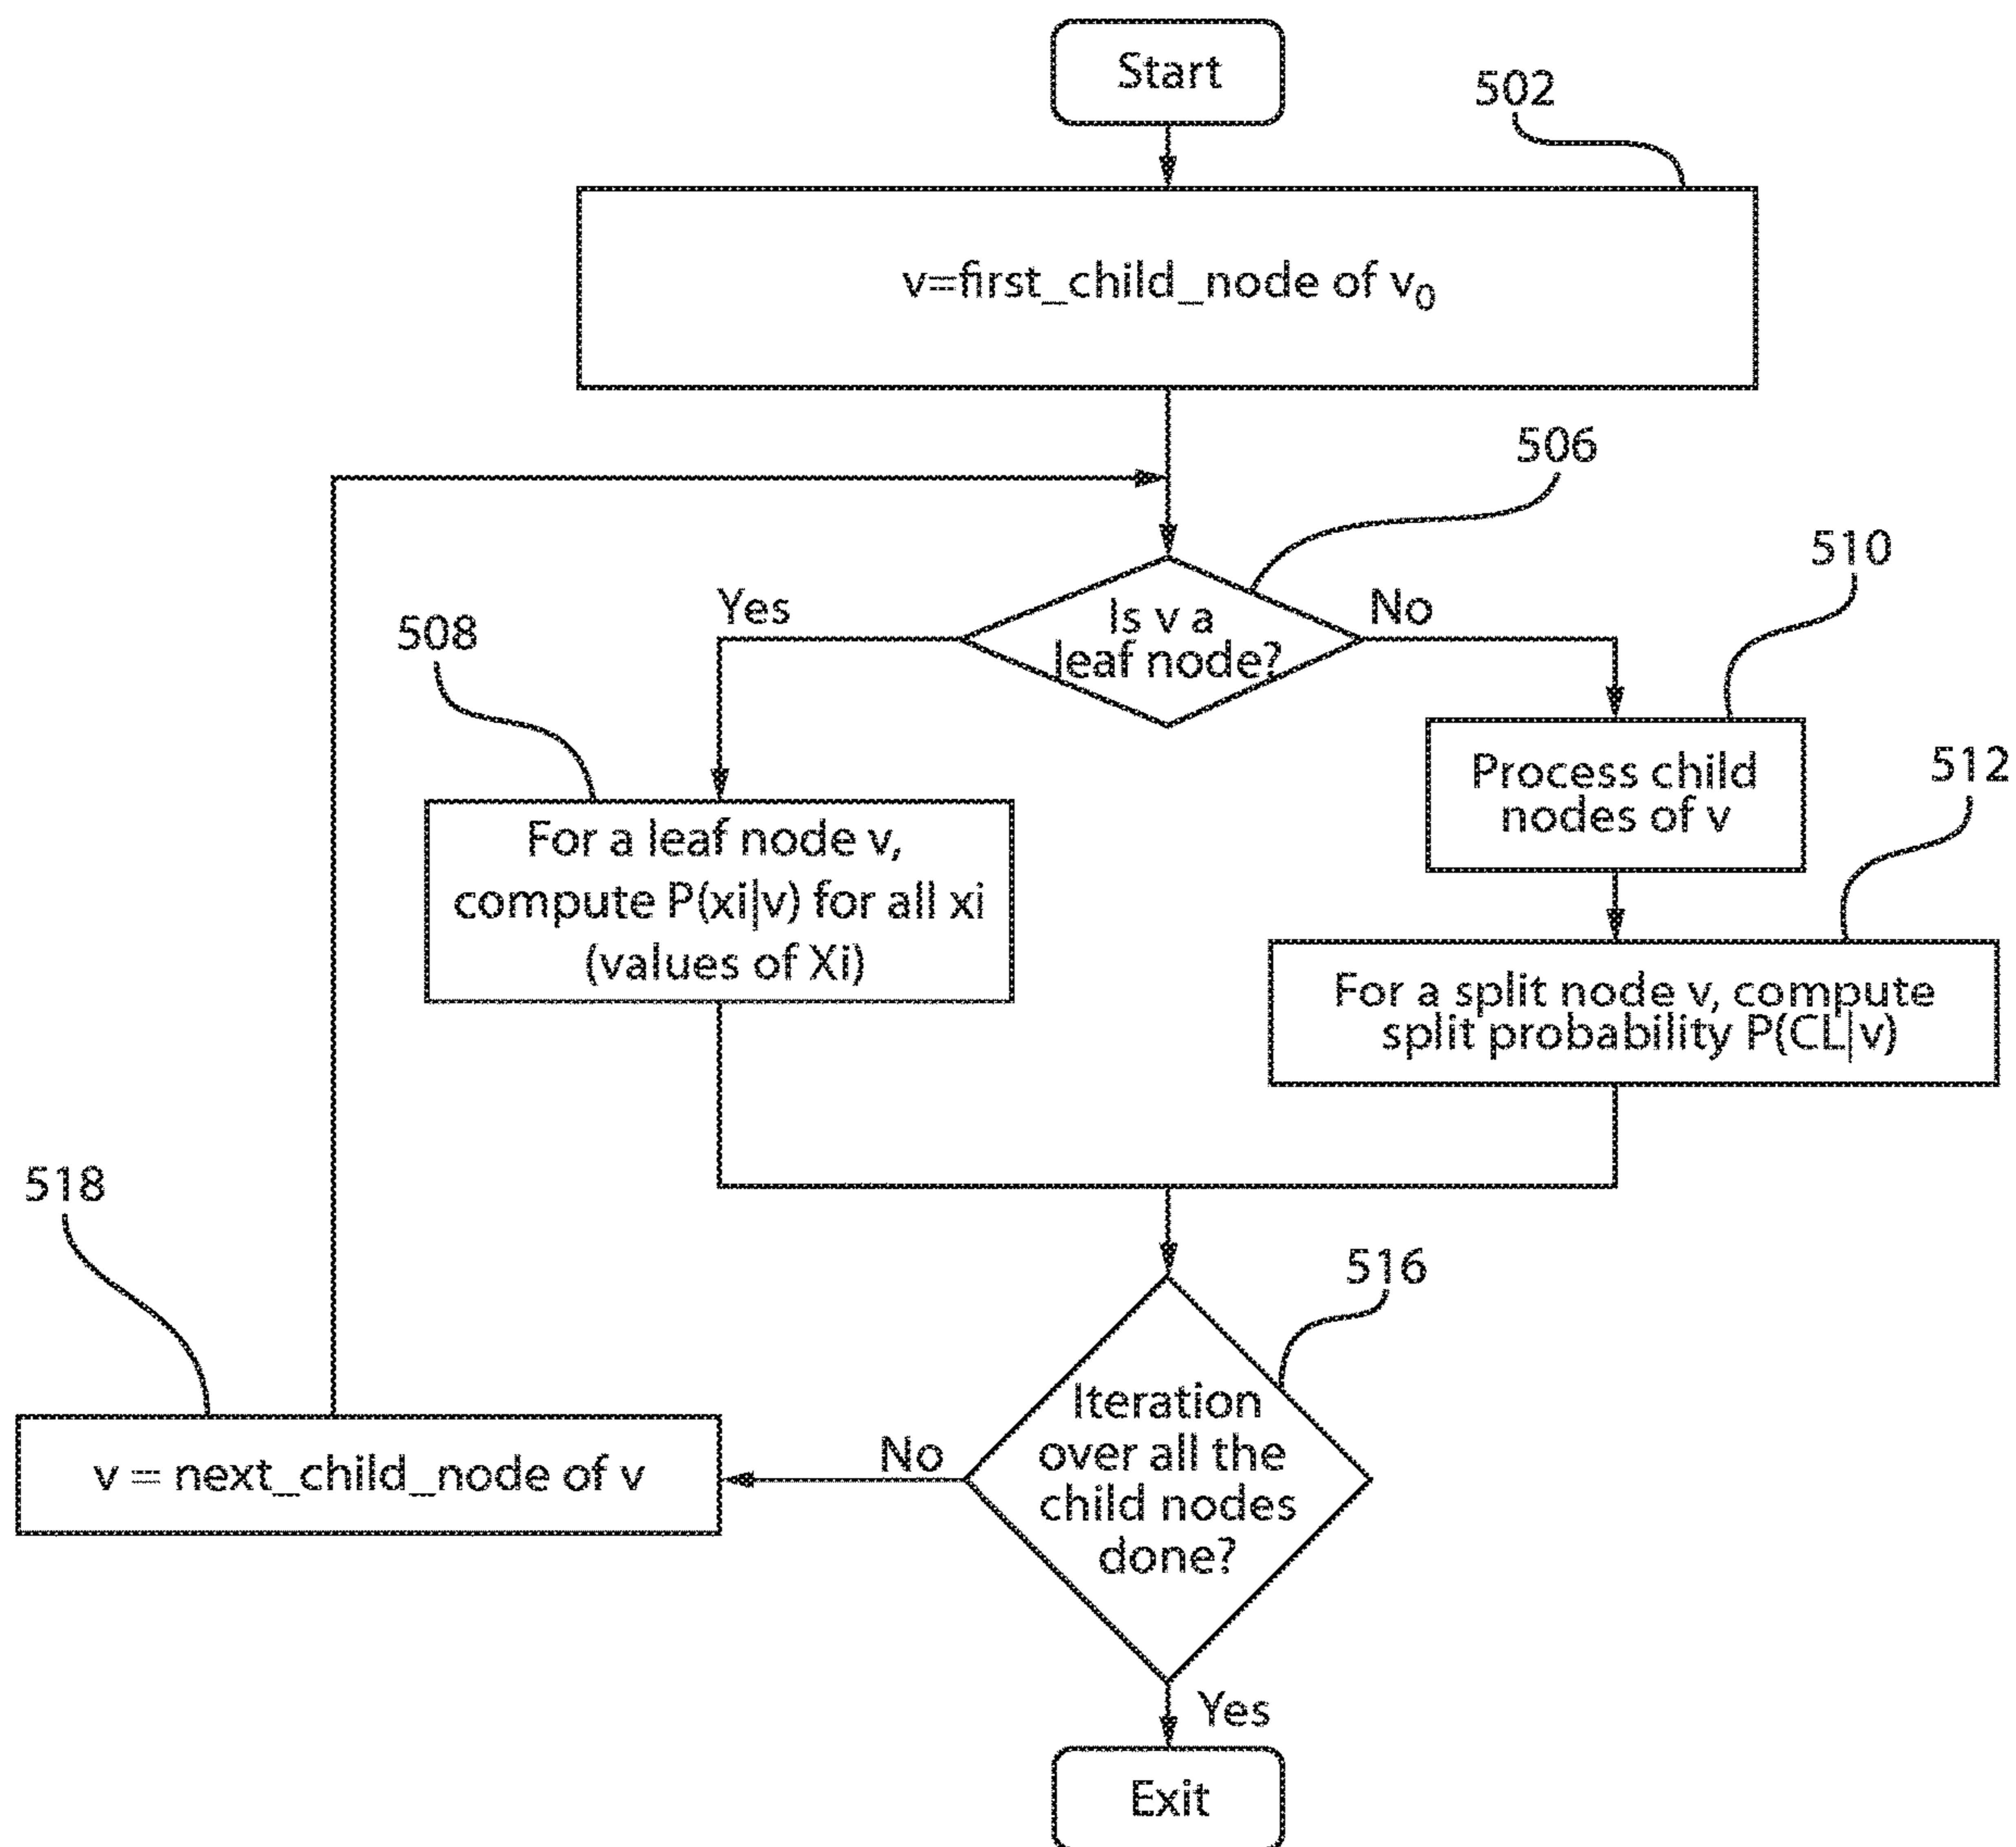 Start
502
v=first_child_node of v₀
506
510
Yes
Is v a
leaf node?
No
508
512
Process child
nodes of v
For a leaf node v,
compute P(xi|v) for all xi
(values of Xi)
For a split node v, compute
split probability P(CL|v)
518
516
Iteration
over all the
child nodes
done?
No
v = next_child_node of v
Yes
Exit